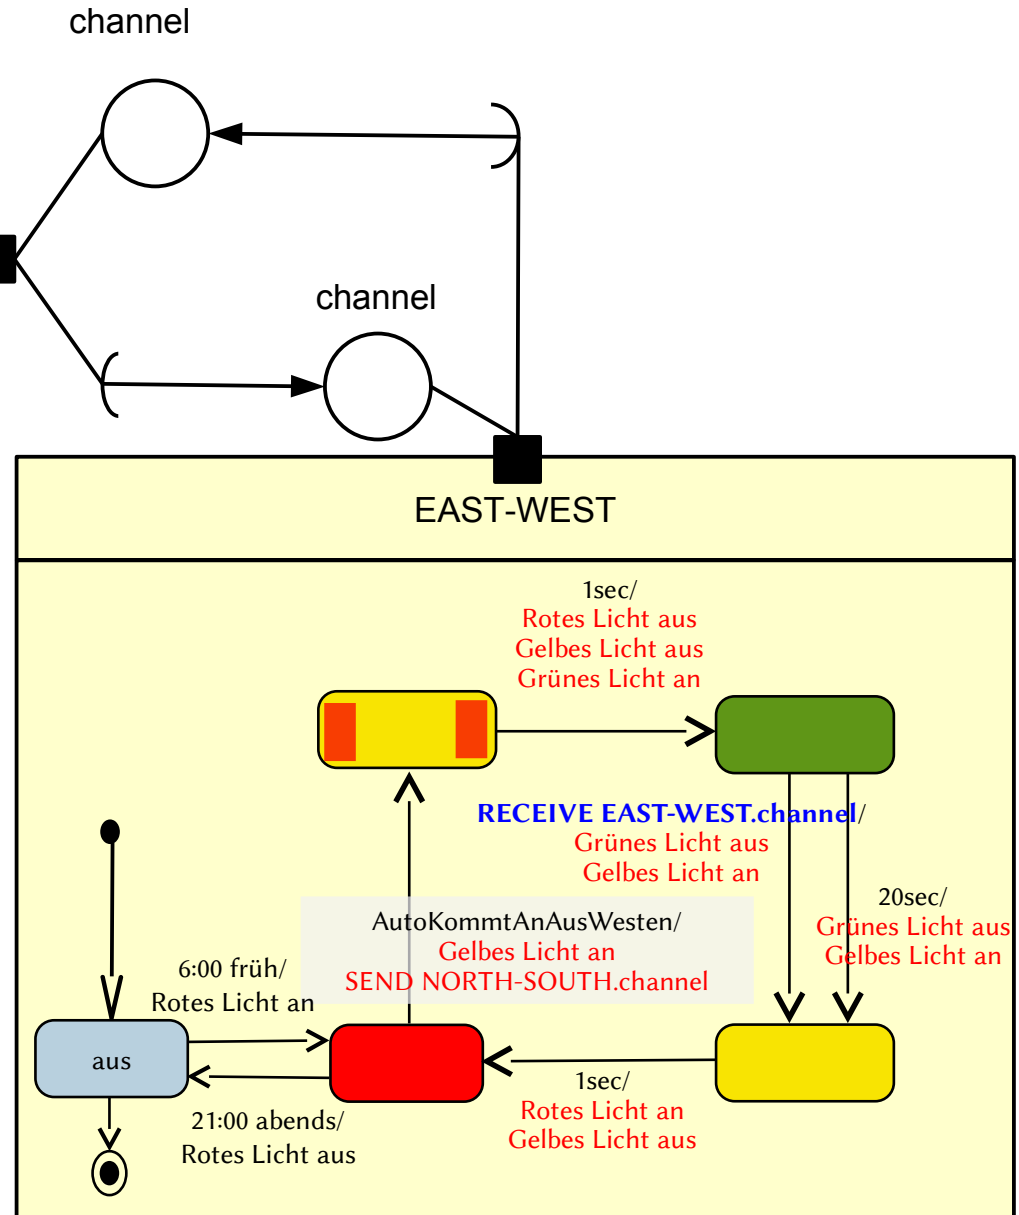 channel
channel
EAST-WEST
1sec/
Rotes Licht aus
Gelbes Licht aus
Grünes Licht an
RECEIVE EAST-WEST.channel/
Grünes Licht aus
Gelbes Licht an
20sec/
Grünes Licht aus
Gelbes Licht an
AutoKommtAnAusWesten/
Gelbes Licht an
SEND NORTH-SOUTH.channel
6:00 früh/
Rotes Licht an
aus
21:00 abends/
Rotes Licht aus
1sec/
Rotes Licht an
Gelbes Licht aus